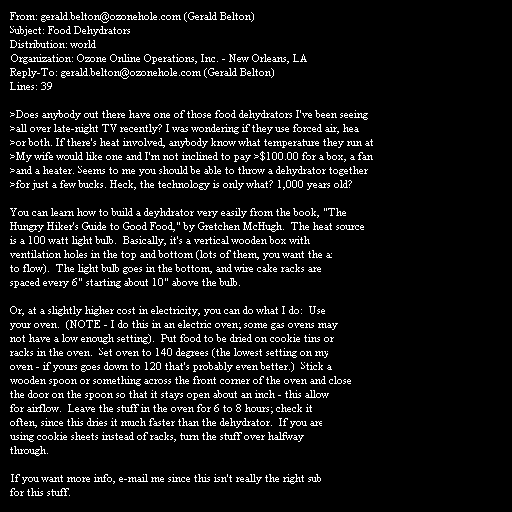 From: gerald.belton@ozonehole.com (Gerald Belton)
Subject: Food Dehydrators
Distribution: world
Organization: Ozone Online Operations, Inc. - New Orleans, LA
Reply-To: gerald.belton@ozonehole.com (Gerald Belton)
Lines: 39

>Does anybody out there have one of those food dehydrators I've been seeing
>all over late-night TV recently? I was wondering if they use forced air, hea
>or both. If there's heat involved, anybody know what temperature they run at
>My wife would like one and I'm not inclined to pay >$100.00 for a box, a fan
>and a heater. Seems to me you should be able to throw a dehydrator together
>for just a few bucks. Heck, the technology is only what? 1,000 years old?

You can learn how to build a deyhdrator very easily from the book, "The
Hungry Hiker's Guide to Good Food," by Gretchen McHugh.  The heat source
is a 100 watt light bulb.  Basically, it's a vertical wooden box with
ventilation holes in the top and bottom (lots of them, you want the a
to flow).  The light bulb goes in the bottom, and wire cake racks are
spaced every 6" starting about 10" above the bulb.

Or, at a slightly higher cost in electricity, you can do what I do:  Use
your oven.  (NOTE - I do this in an electric oven; some gas ovens may
not have a low enough setting).  Put food to be dried on cookie tins or
racks in the oven.  Set oven to 140 degrees (the lowest setting on my
oven - if yours goes down to 120 that's probably even better.)  Stick a
wooden spoon or something across the front corner of the oven and close
the door on the spoon so that it stays open about an inch - this allow
for airflow.  Leave the stuff in the oven for 6 to 8 hours; check it
often, since this dries it much faster than the dehydrator.  If you are
using cookie sheets instead of racks, turn the stuff over halfway
through.

If you want more info, e-mail me since this isn't really the right sub
for this stuff.